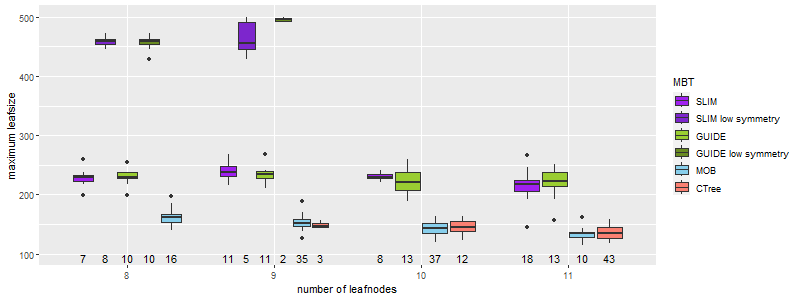 500
400
300
200
100
maximum leafsize
7 8 10 10 16 11 5 11 2 35 3 8 13 37 12 18 13 10 43
8 9 10 11
number of leafnodes
MBT
SLIM
SLIM low symmetry
GUIDE
GUIDE low symmetry
MOB
CTree